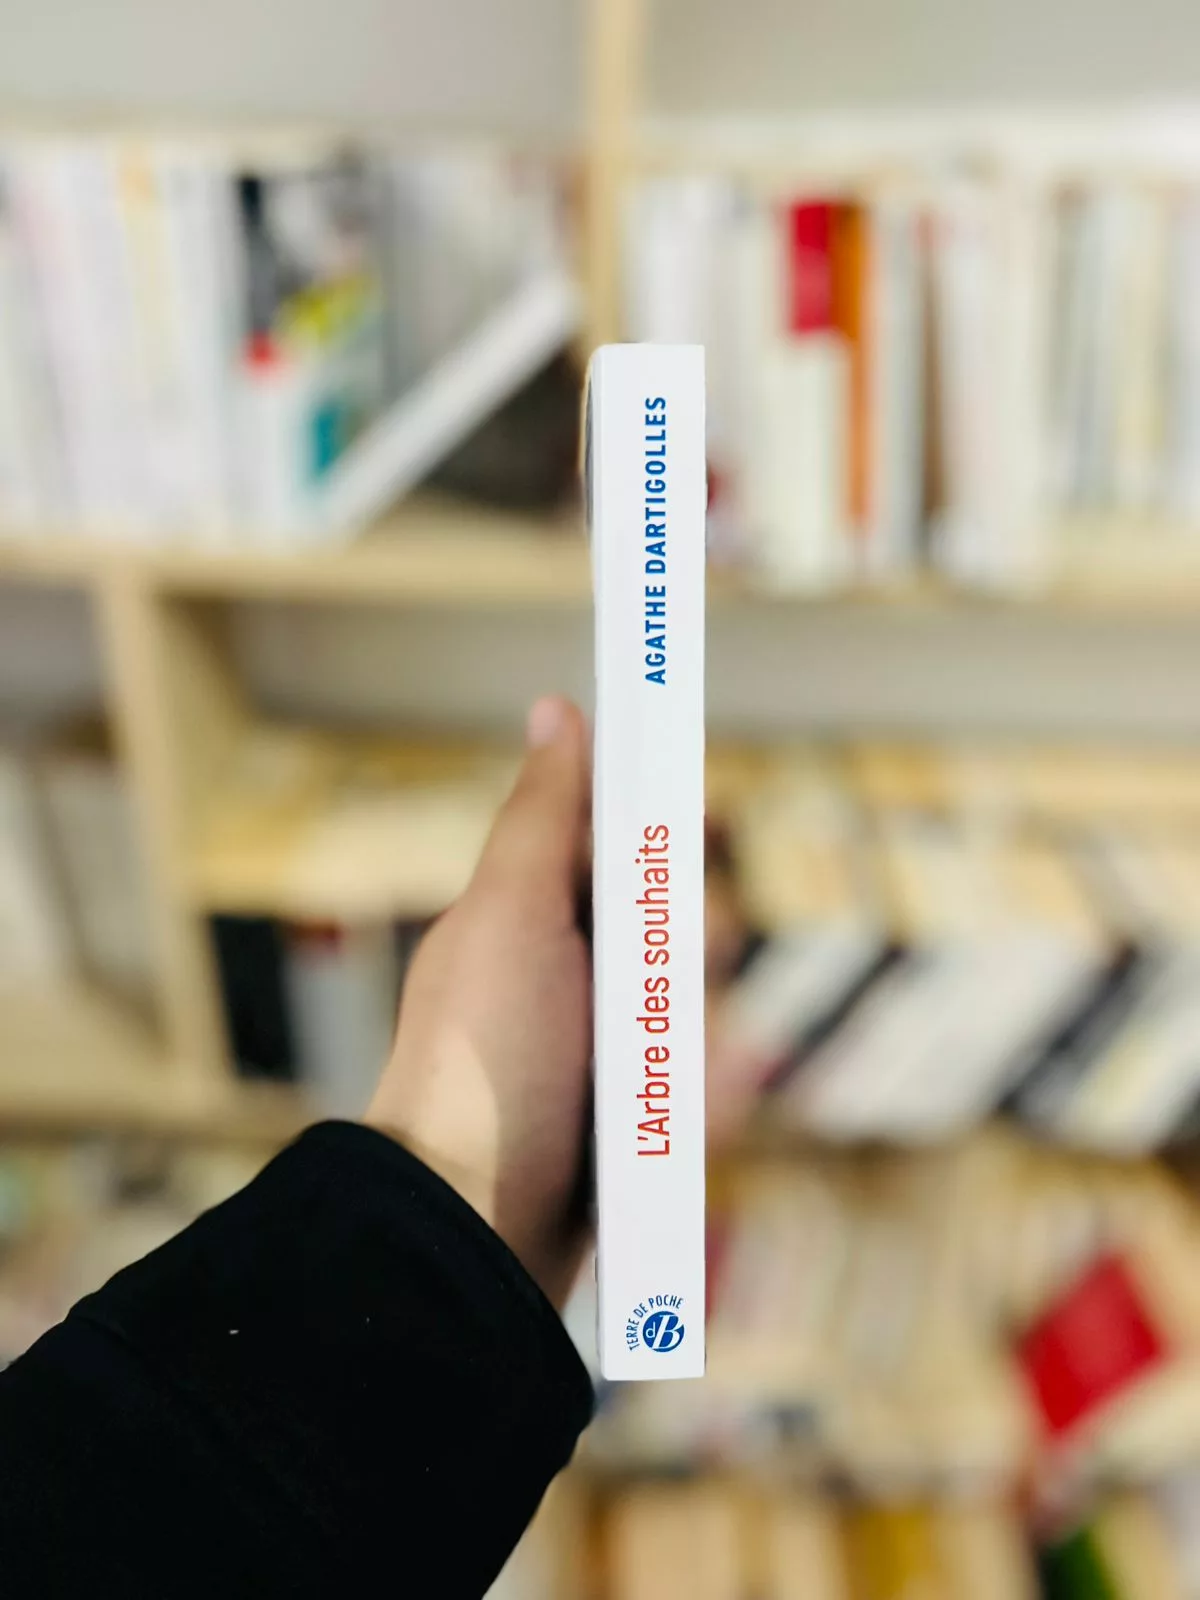 AGATHE DARTIGOLLES
L'Arbre des souhaits
TERRE DE POCHE
dB